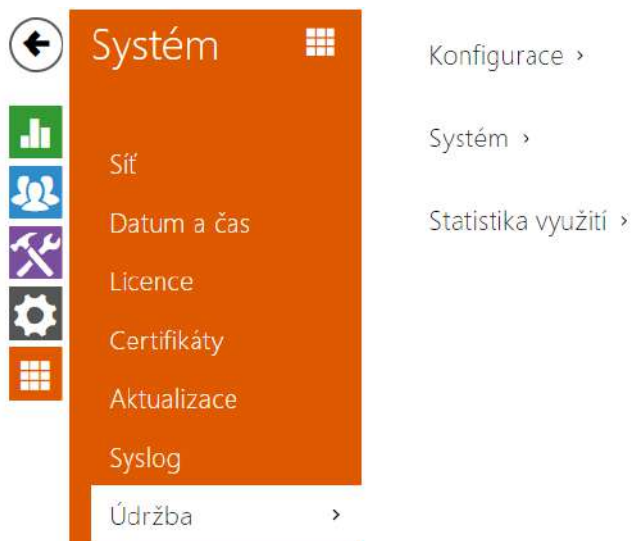 Systém
Síť
Datum a čas
Licence
Certifikáty
Aktualizace
Syslog
Údržba ›
Konfigurace ›
Systém ›
Statistika využití ›